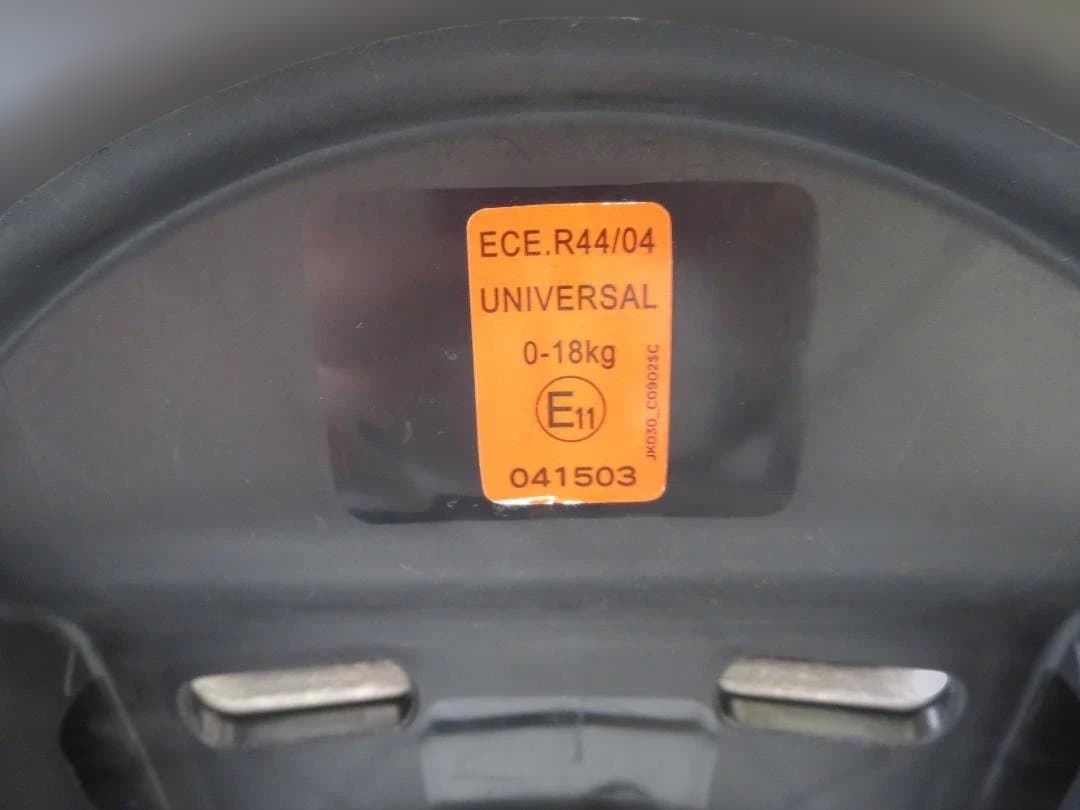 ECE.R44/04
UNIVERSAL
0-18kg
E11
041503
JK030_C0902$C